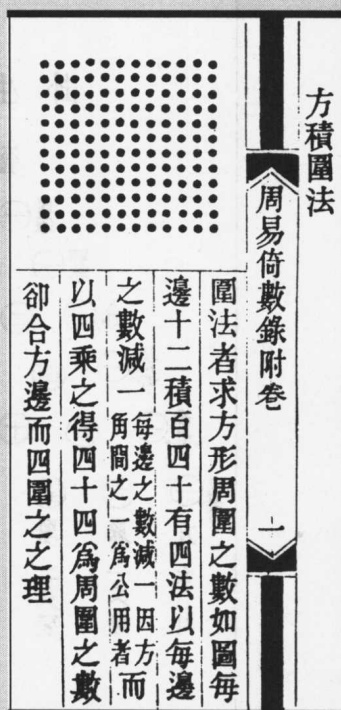 方積圍法
周易倚數錄附卷 一
圍法者求方形周圍之數如圖每
邊十二積百四十有四法以每邊
之數減一每邊之數減一因方角間之一爲公用者而
以四乘之得四十四爲周圍之數
卻合方邊而四圍之之理